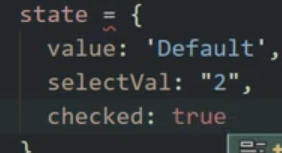 state = {
value: 'Default',
selectVal: "2",
checked: true
}